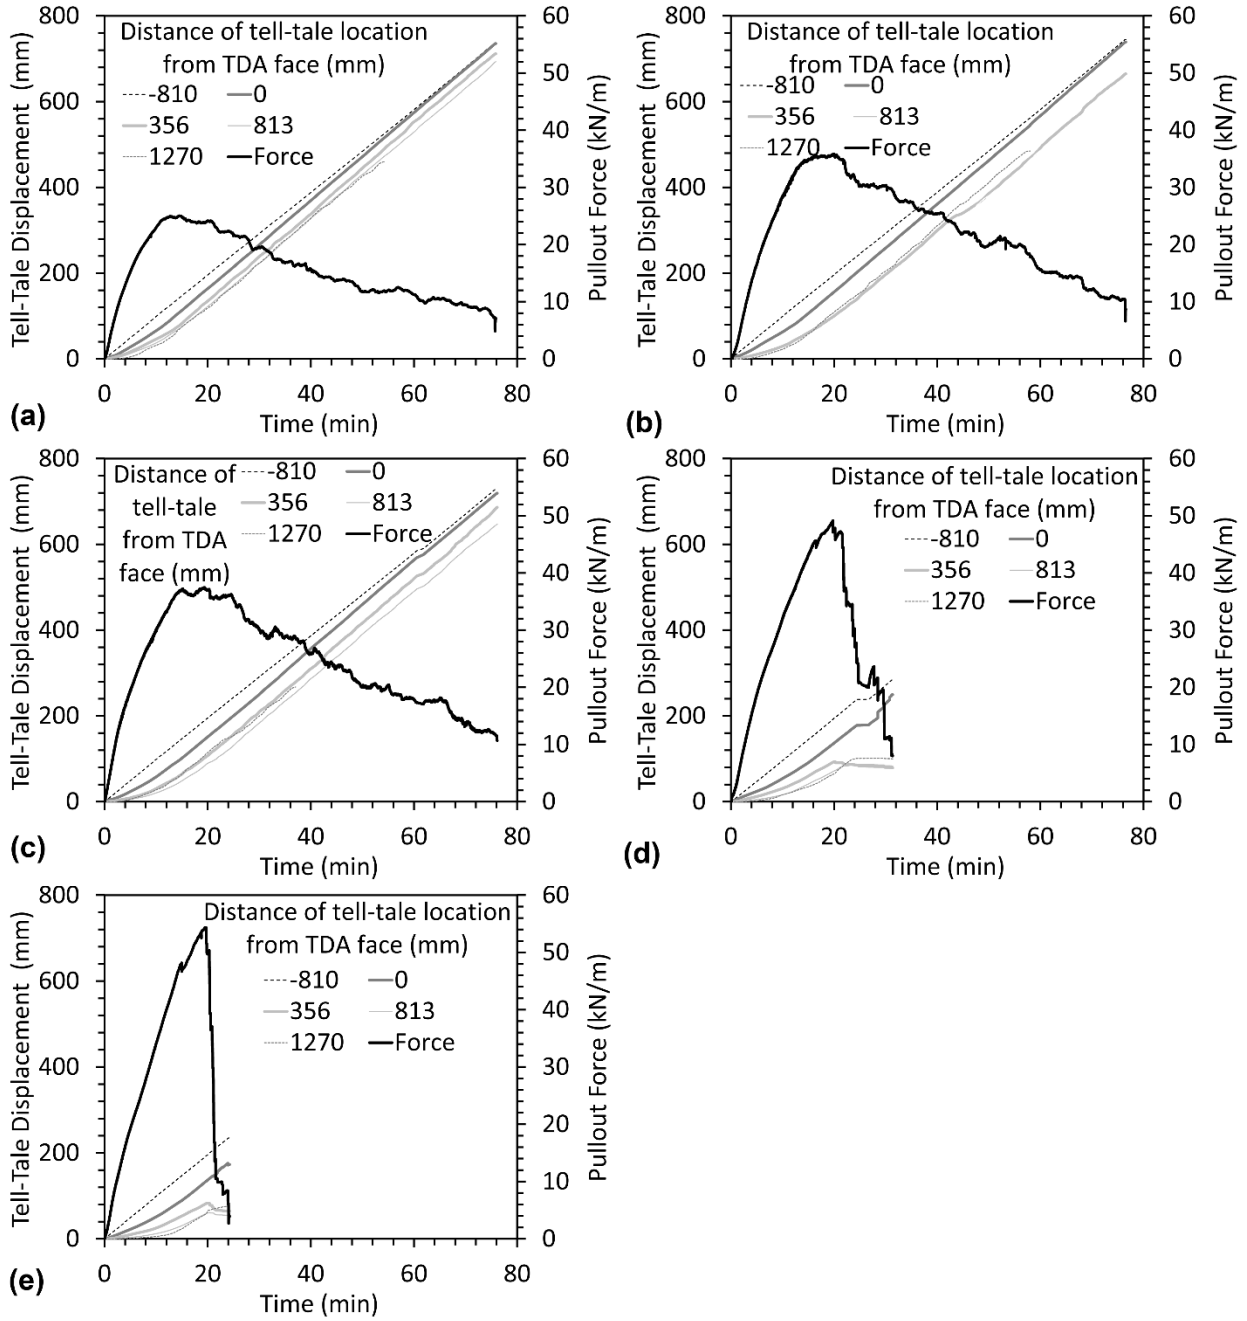 800
600
400
200
0
Tell-Tale Displacement (mm)
Distance of tell-tale location
from TDA face (mm)
-810 0
356 813
1270 Force
60
50
40
30
20
10
0
Pullout Force (kN/m)
0 20 40 60 80
Time (min)
(a)
800
600
400
200
0
Tell-Tale Displacement (mm)
Distance of tell-tale location
from TDA face (mm)
-810 0
356 813
1270 Force
60
50
40
30
20
10
0
Pullout Force (kN/m)
0 20 40 60 80
Time (min)
(b)
800
600
400
200
0
Tell-Tale Displacement (mm)
Distance of
tell-tale
from TDA
face (mm)
-810 0
356 813
1270 Force
60
50
40
30
20
10
0
Pullout Force (kN/m)
0 20 40 60 80
Time (min)
(c)
800
600
400
200
0
Tell-Tale Displacement (mm)
Distance of tell-tale location
from TDA face (mm)
-810 0
356 813
1270 Force
60
50
40
30
20
10
0
Pullout Force (kN/m)
0 20 40 60 80
Time (min)
(d)
800
600
400
200
0
Tell-Tale Displacement (mm)
Distance of tell-tale location
from TDA face (mm)
-810 0
356 813
1270 Force
60
50
40
30
20
10
0
Pullout Force (kN/m)
0 20 40 60 80
Time (min)
(e)